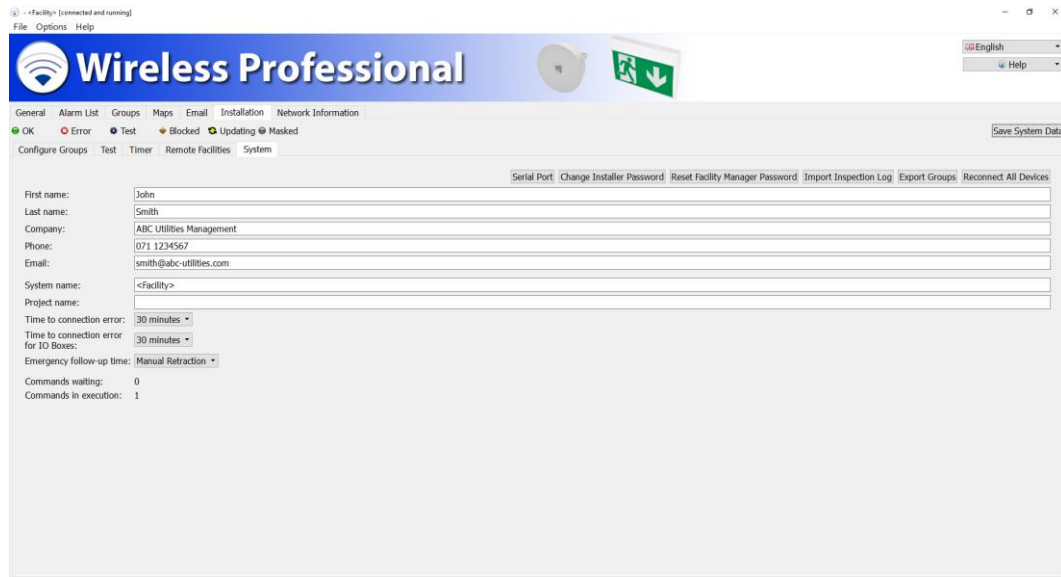 - <Facility> [connected and running]
File Options Help
Wireless Professional
English
Help
General Alarm List Groups Maps Email Installation Network Information
OK Error Test Blocked Updating Masked
Save System Data
Configure Groups Test Timer Remote Facilities System
Serial Port Change Installer Password Reset Facility Manager Password Import Inspection Log Export Groups Reconnect All Devices
First name: John
Last name: Smith
Company: ABC Utilities Management
Phone: 071 1234567
Email: smith@abc-utilities.com
System name: <Facility>
Project name:
Time to connection error: 30 minutes
Time to connection error
for IO Boxes: 30 minutes
Emergency follow-up time: Manual Retraction
Commands waiting: 0
Commands in execution: 1